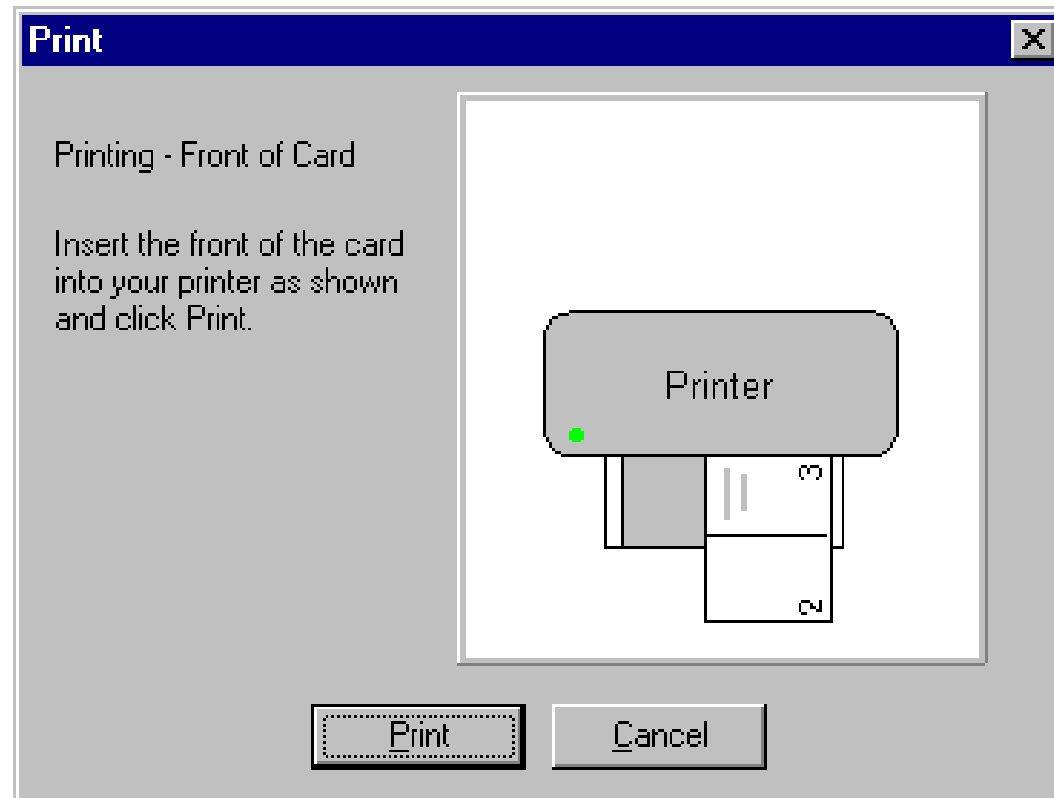 Print
Printing - Front of Card
Insert the front of the card
into your printer as shown
and click Print.
Printer
3
2
Print
Cancel